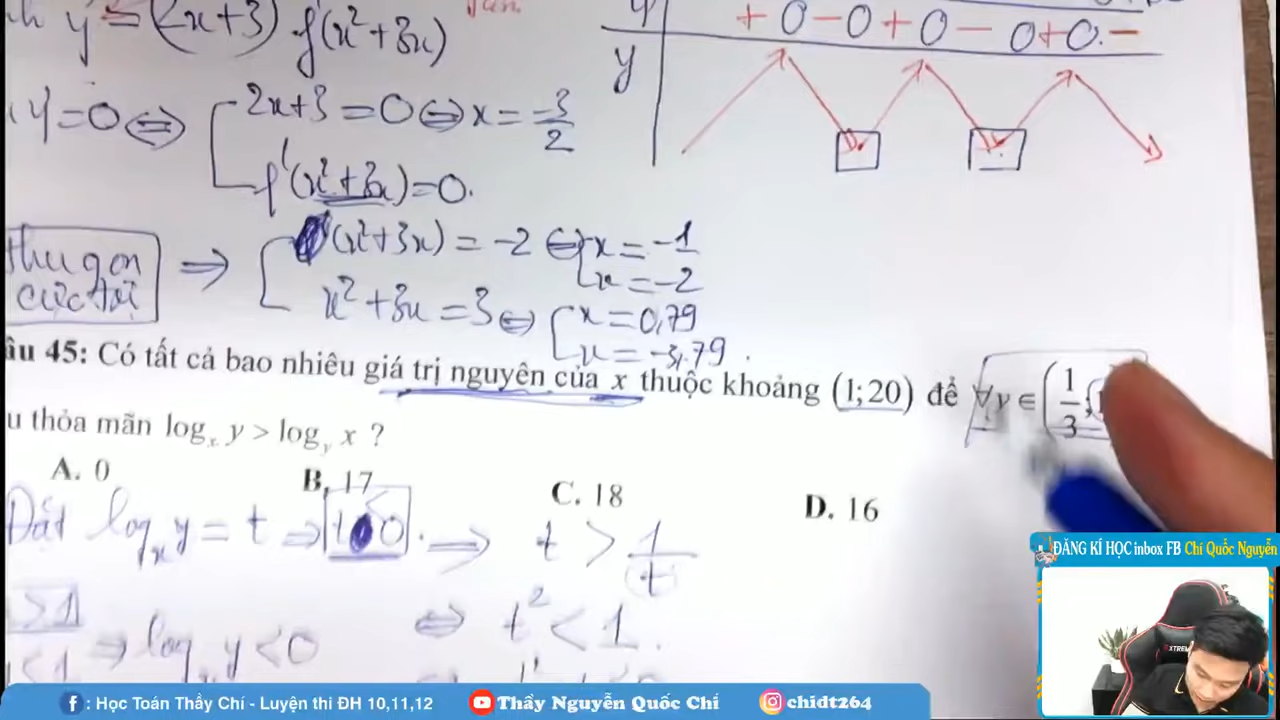 y' = (2x+3) f'(x²+3x)
y'=0 ⇔ 2x+3 = 0 ⇔ x = -3/2
f'(x²+3x)=0.
thu gọn
cực trị
⇒ (x²+3x) = -2 ⇔ x = -1
x = -2
x²+3x = 3 ⇔ x = 0,79
x = -3,79.
+ 0 − 0 + 0 − 0 + 0 −
y
âu 45: Có tất cả bao nhiêu giá trị nguyên của x thuộc khoảng (1;20) để ∀y ∈ (1/3;
u thỏa mãn logₓ y > logᵧ x ?
A. 0
B. 17
C. 18
D. 16
Đặt logₓ y = t ⇒ t < 0. ⇒ t > 1/t
>1
<1 ⇒ logₓ y < 0
⇔ t² < 1.
ĐĂNG KÍ HỌC inbox FB Chí Quốc Nguyễn
: Học Toán Thầy Chí - Luyện thi ĐH 10,11,12
Thầy Nguyễn Quốc Chí
chidt264